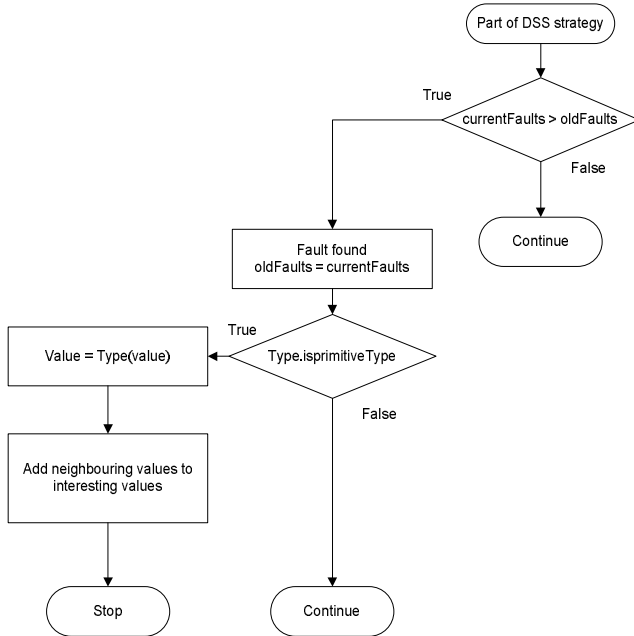 Part of DSS strategy
True
currentFaults > oldFaults
False
Continue
Fault found
oldFaults = currentFaults
True
Type.isprimitiveType
Value = Type(value)
False
Add neighbouring values to
interesting values
Stop
Continue